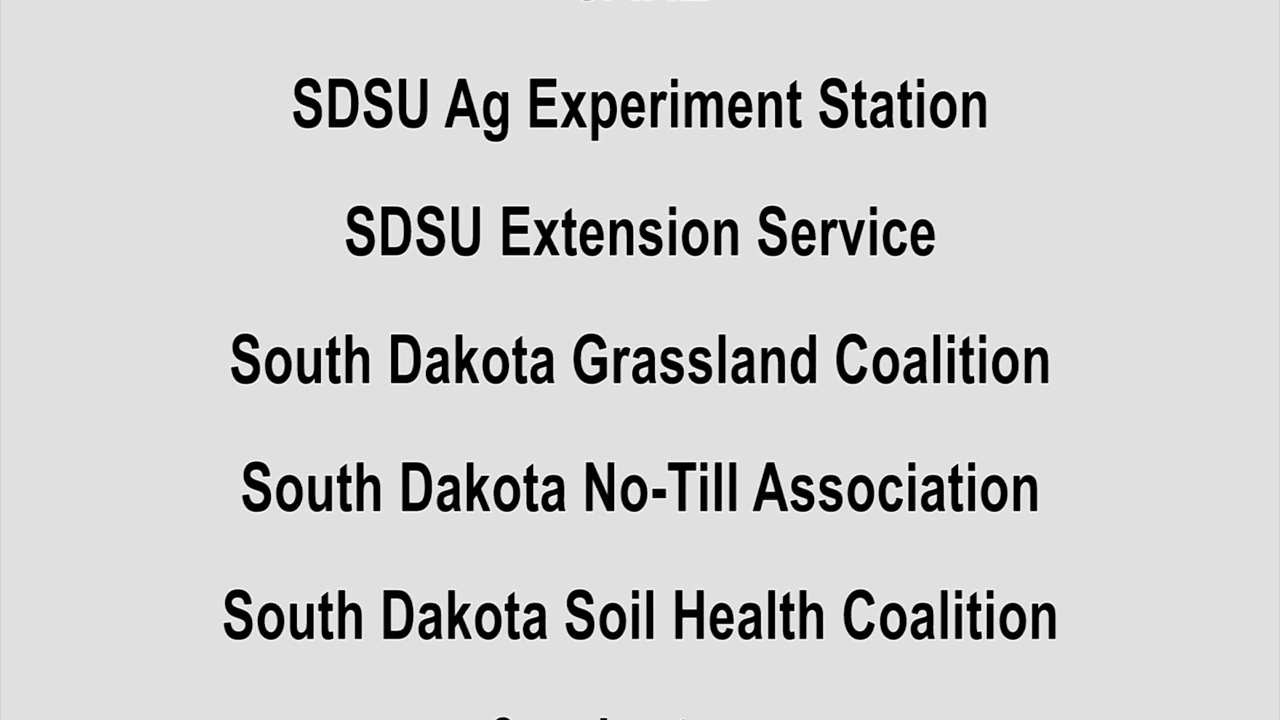 SDSU Ag Experiment Station
SDSU Extension Service
South Dakota Grassland Coalition
South Dakota No-Till Association
South Dakota Soil Health Coalition